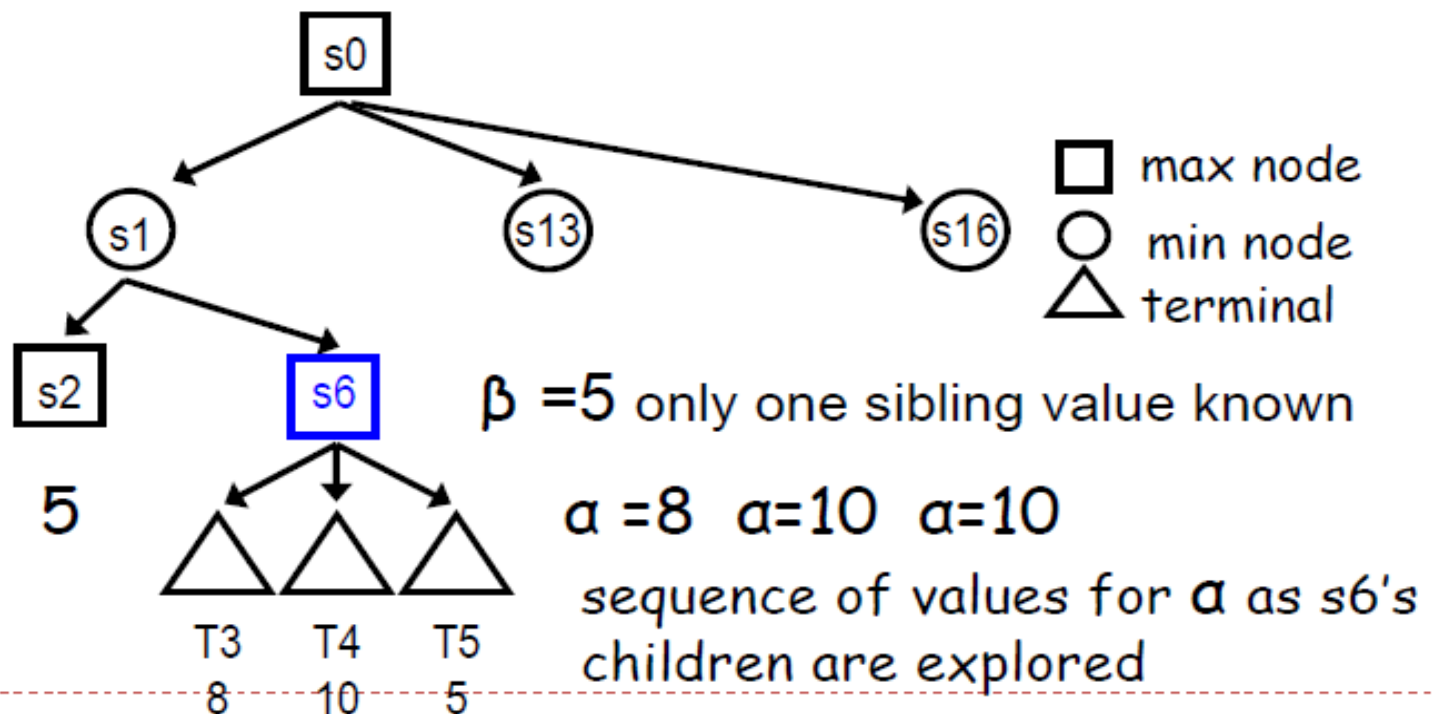 s0
max node
s1
s13
s16
min node
terminal
s2
s6
β =5 only one sibling value known
5
α =8 α=10 α=10
sequence of values for α as s6's
children are explored
T3 T4 T5
8 10 5